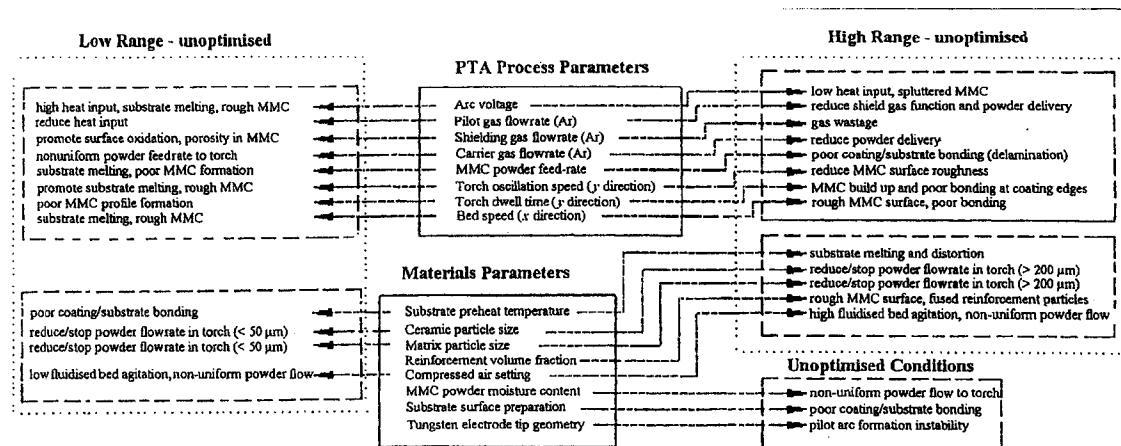 Low Range - unoptimised
High Range - unoptimised
PTA Process Parameters
high heat input, substrate melting, rough MMC
reduce heat input
promote surface oxidation, porosity in MMC
nonuniform powder feedrate to torch
substrate melting, poor MMC formation
promote substrate melting, rough MMC
poor MMC profile formation
substrate melting, rough MMC
Arc voltage
Pilot gas flowrate (Ar)
Shielding gas flowrate (Ar)
Carrier gas flowrate (Ar)
MMC powder feed-rate
Torch oscillation speed (y direction)
Torch dwell time (y direction)
Bed speed (x direction)
low heat input, spluttered MMC
reduce shield gas function and powder delivery
gas wastage
reduce powder delivery
poor coating/substrate bonding (delamination)
reduce MMC surface roughness
MMC build up and poor bonding at coating edges
rough MMC surface, poor bonding
Materials Parameters
poor coating/substrate bonding
reduce/stop powder flowrate in torch (< 50 µm)
reduce/stop powder flowrate in torch (< 50 µm)
low fluidised bed agitation, non-uniform powder flow
Substrate preheat temperature
Ceramic particle size
Matrix particle size
Reinforcement volume fraction
Compressed air setting
MMC powder moisture content
Substrate surface preparation
Tungsten electrode tip geometry
substrate melting and distortion
reduce/stop powder flowrate in torch (> 200 µm)
reduce/stop powder flowrate in torch (> 200 µm)
rough MMC surface, fused reinforcement particles
high fluidised bed agitation, non-uniform powder flow
Unoptimised Conditions
non-uniform powder flow to torch
poor coating/substrate bonding
pilot arc formation instability